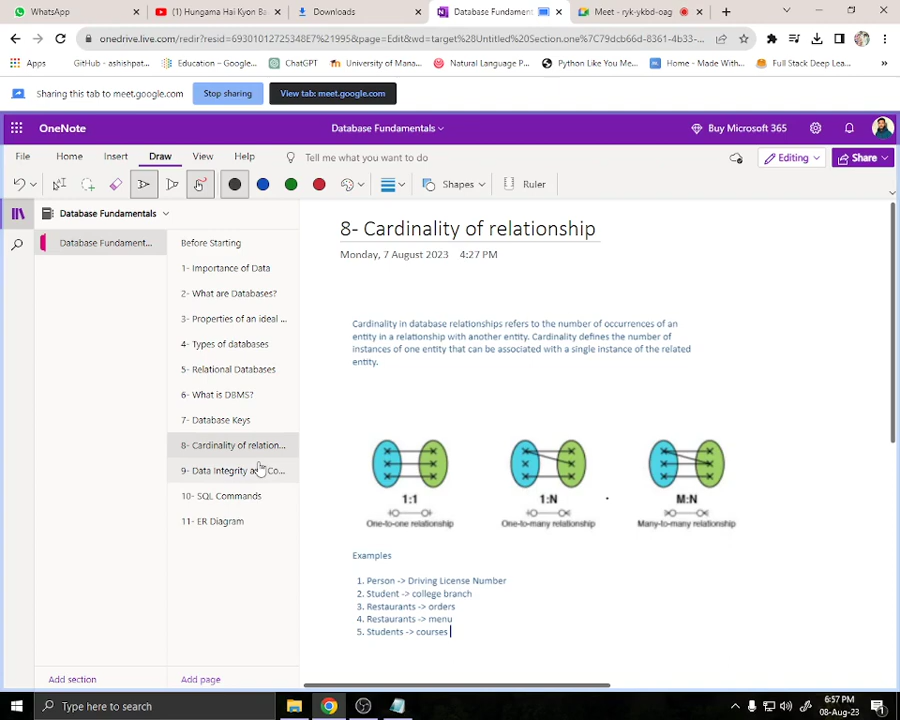 WhatsApp
(1) Hungama Hai Kyon Ba
Downloads
Database Fundament
Meet - ryk-ykbd-oag
onedrive.live.com/redir?resid=69301012725348E7%21995&page=Edit&wd=target%28Untitled%20Section.one%7C79dcb66d-8361-4b33-...
Apps
GitHub - ashishpat...
Education – Google...
ChatGPT
University of Mana...
Natural Language P...
Python Like You Me...
Home - Made With...
Full Stack Deep Lea...
»
Sharing this tab to meet.google.com
Stop sharing
View tab: meet.google.com
OneNote
Database Fundamentals
Buy Microsoft 365
File
Home
Insert
Draw
View
Help
Tell me what you want to do
Editing
Share
Shapes
Ruler
Database Fundamentals
Database Fundament...
Before Starting
1- Importance of Data
2- What are Databases?
3- Properties of an ideal ...
4- Types of databases
5- Relational Databases
6- What is DBMS?
7- Database Keys
8- Cardinality of relation...
9- Data Integrity a Co...
10- SQL Commands
11- ER Diagram
Add section
Add page
8- Cardinality of relationship
Monday, 7 August 2023 4:27 PM
Cardinality in database relationships refers to the number of occurrences of an
entity in a relationship with another entity. Cardinality defines the number of
instances of one entity that can be associated with a single instance of the related
entity.
1:1
1:N
M:N
One-to-one relationship
One-to-many relationship
Many-to-many relationship
Examples
1. Person -> Driving License Number
2. Student -> college branch
3. Restaurants -> orders
4. Restaurants -> menu
5. Students -> courses
Type here to search
6:57 PM
08-Aug-23
1